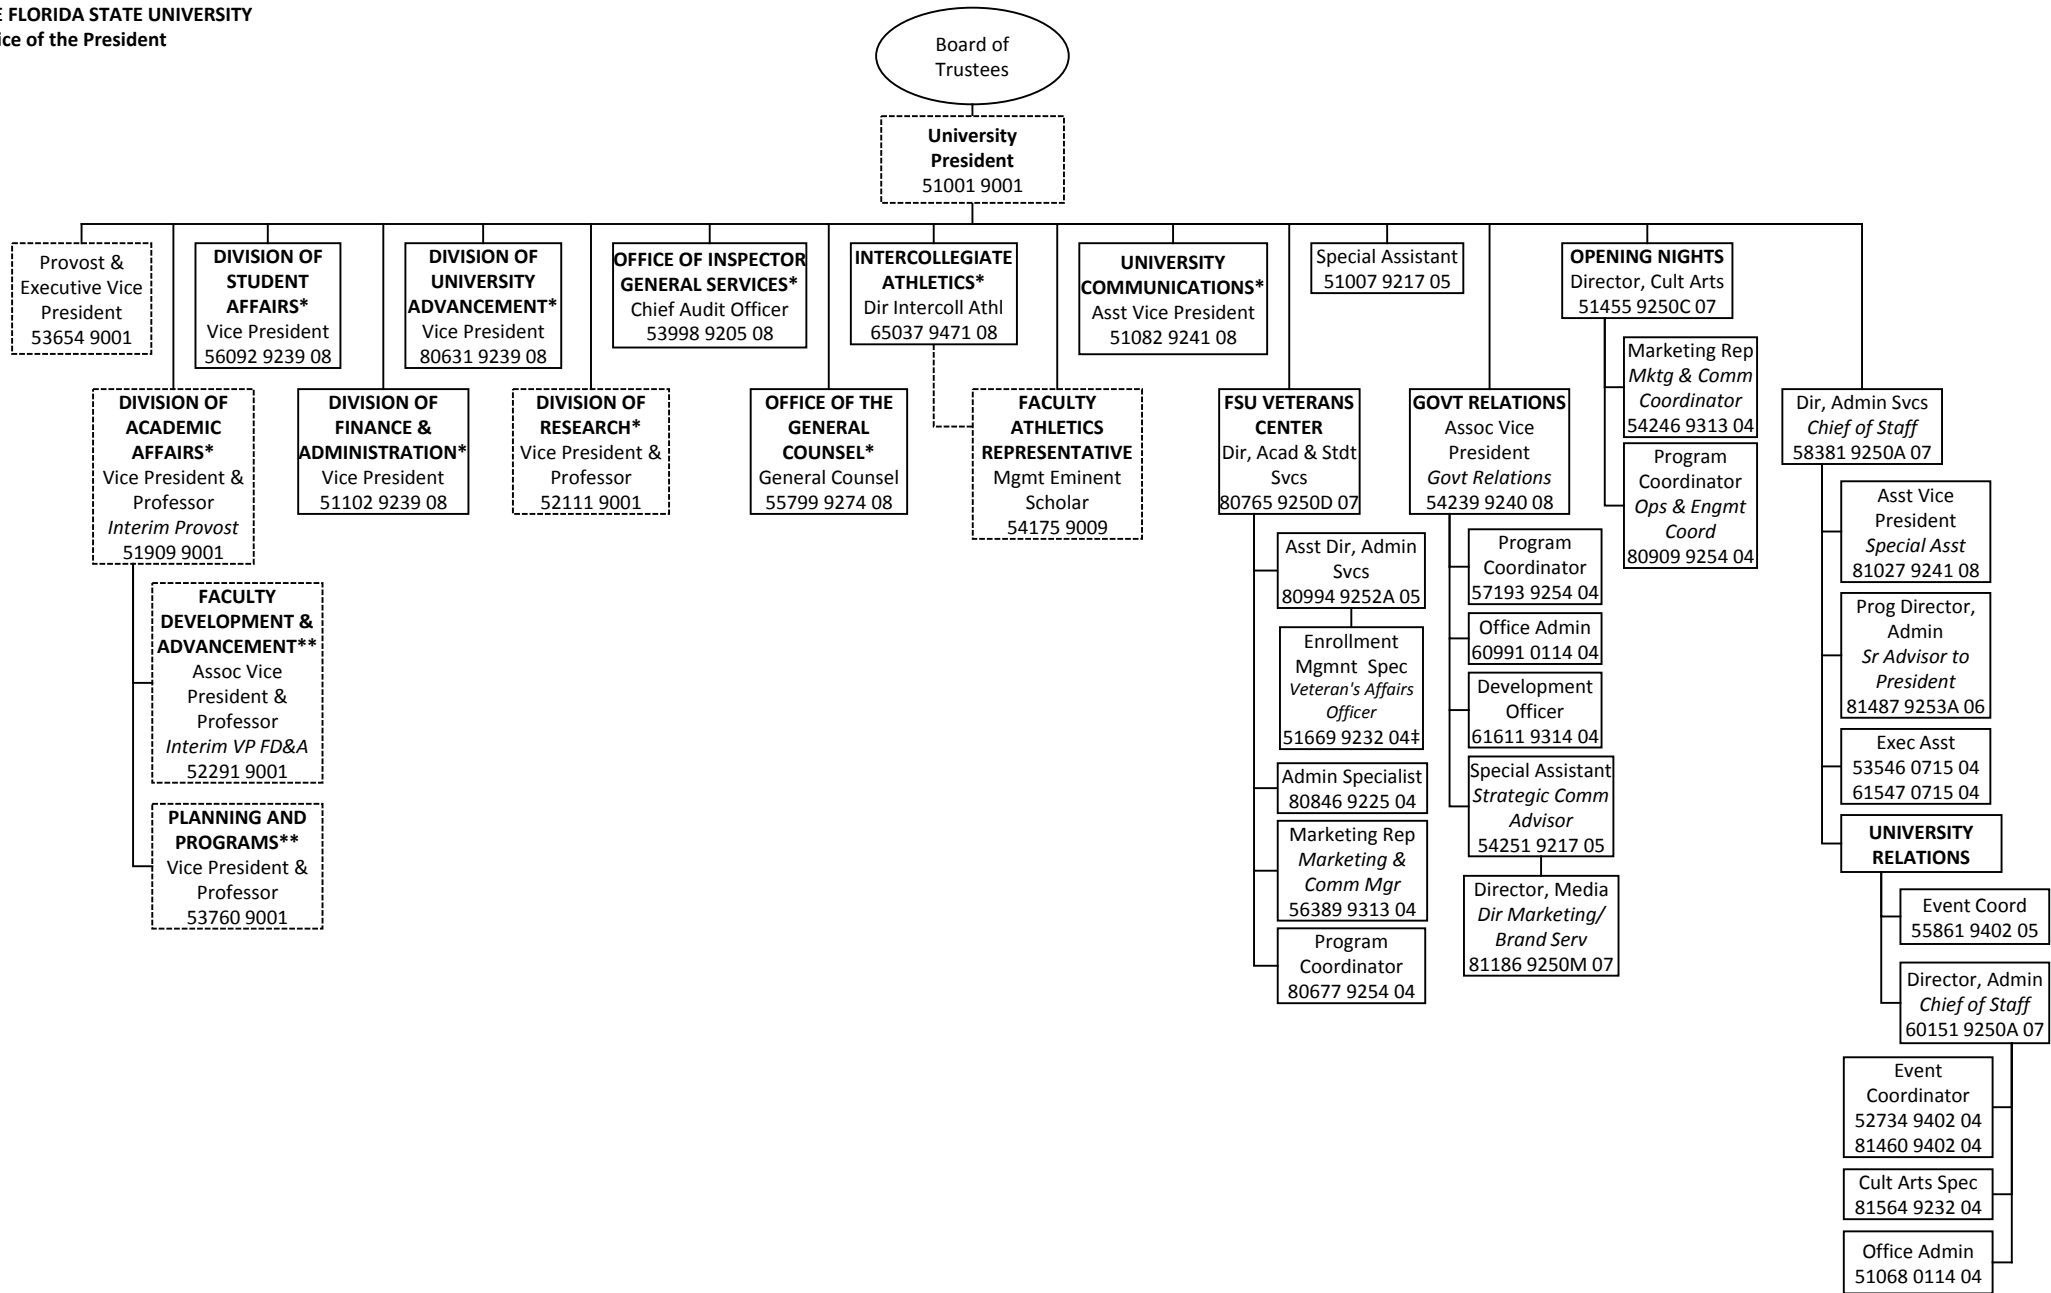 E FLORIDA STATE UNIVERSITY
ice of the President
Board of
Trustees
University
President
51001 9001
Provost &
Executive Vice
President
53654 9001
DIVISION OF
STUDENT
AFFAIRS*
Vice President
56092 9239 08
DIVISION OF
UNIVERSITY
ADVANCEMENT*
Vice President
80631 9239 08
OFFICE OF INSPECTOR
GENERAL SERVICES*
Chief Audit Officer
53998 9205 08
INTERCOLLEGIATE
ATHLETICS*
Dir Intercoll Athl
65037 9471 08
UNIVERSITY
COMMUNICATIONS*
Asst Vice President
51082 9241 08
Special Assistant
51007 9217 05
OPENING NIGHTS
Director, Cult Arts
51455 9250C 07
Marketing Rep
Mktg & Comm
Coordinator
54246 9313 04
Program
Coordinator
Ops & Engmt
Coord
80909 9254 04
DIVISION OF
ACADEMIC
AFFAIRS*
Vice President &
Professor
Interim Provost
51909 9001
DIVISION OF
FINANCE &
ADMINISTRATION*
Vice President
51102 9239 08
DIVISION OF
RESEARCH*
Vice President &
Professor
52111 9001
OFFICE OF THE
GENERAL
COUNSEL*
General Counsel
55799 9274 08
FACULTY
ATHLETICS
REPRESENTATIVE
Mgmt Eminent
Scholar
54175 9009
FSU VETERANS
CENTER
Dir, Acad & Stdt
Svcs
80765 9250D 07
GOVT RELATIONS
Assoc Vice
President
Govt Relations
54239 9240 08
Dir, Admin Svcs
Chief of Staff
58381 9250A 07
FACULTY
DEVELOPMENT &
ADVANCEMENT**
Assoc Vice
President &
Professor
Interim VP FD&A
52291 9001
PLANNING AND
PROGRAMS**
Vice President &
Professor
53760 9001
Asst Dir, Admin
Svcs
80994 9252A 05
Enrollment
Mgmnt  Spec
Veteran's Affairs
Officer
51669 9232 04‡
Admin Specialist
80846 9225 04
Marketing Rep
Marketing &
Comm Mgr
56389 9313 04
Program
Coordinator
80677 9254 04
Program
Coordinator
57193 9254 04
Office Admin
60991 0114 04
Development
Officer
61611 9314 04
Special Assistant
Strategic Comm
Advisor
54251 9217 05
Director, Media
Dir Marketing/
Brand Serv
81186 9250M 07
Asst Vice
President
Special Asst
81027 9241 08
Prog Director,
Admin
Sr Advisor to
President
81487 9253A 06
Exec Asst
53546 0715 04
61547 0715 04
UNIVERSITY
RELATIONS
Event Coord
55861 9402 05
Director, Admin
Chief of Staff
60151 9250A 07
Event
Coordinator
52734 9402 04
81460 9402 04
Cult Arts Spec
81564 9232 04
Office Admin
51068 0114 04